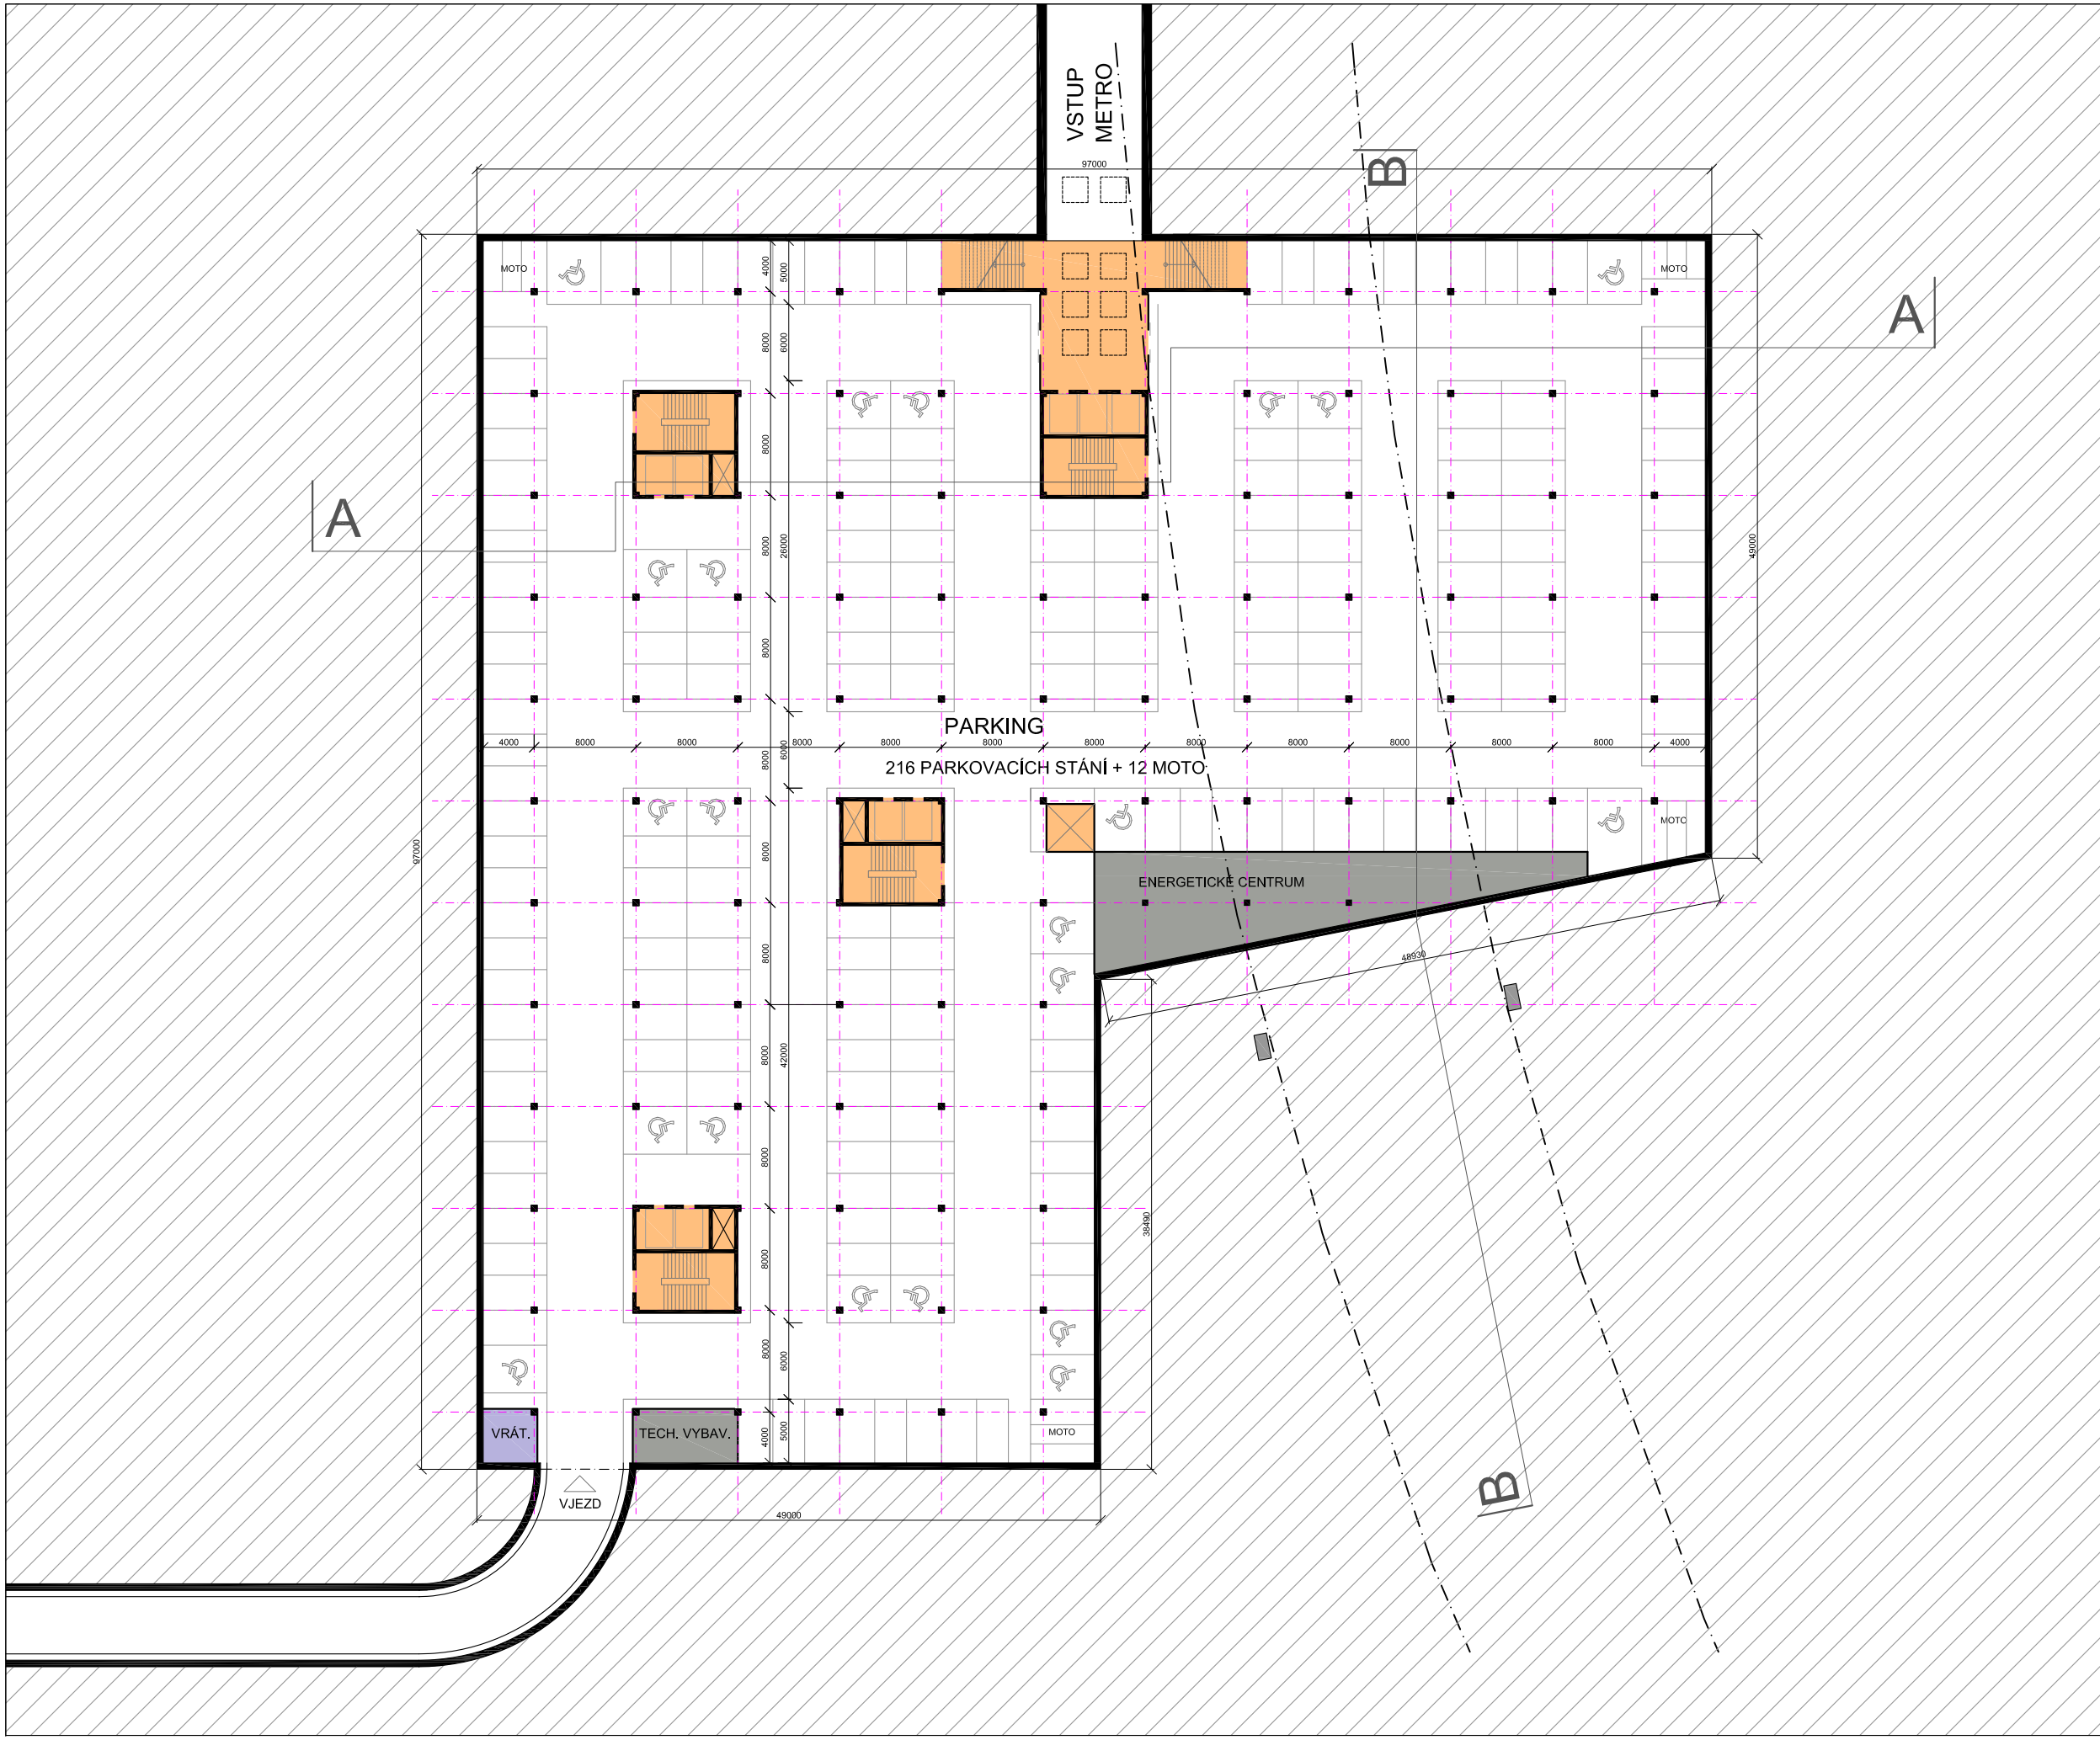 VSTUP
METRO
97000
B
MOTO
4000
5000
MOTO
A
8000
6000
8000
A
8000
26000
49000
8000
PARKING
4000
8000
8000
8000
8000
8000
8000
8000
8000
8000
8000
8000
4000
8000
6000
216 PARKOVACÍCH STÁNÍ + 12 MOTO
MOTO
97000
8000
ENERGETICKÉ CENTRUM
8000
48930
8000
42000
8000
38490
8000
8000
6000
VRÁT.
TECH. VYBAV.
4000
5000
MOTO
VJEZD
49000
B